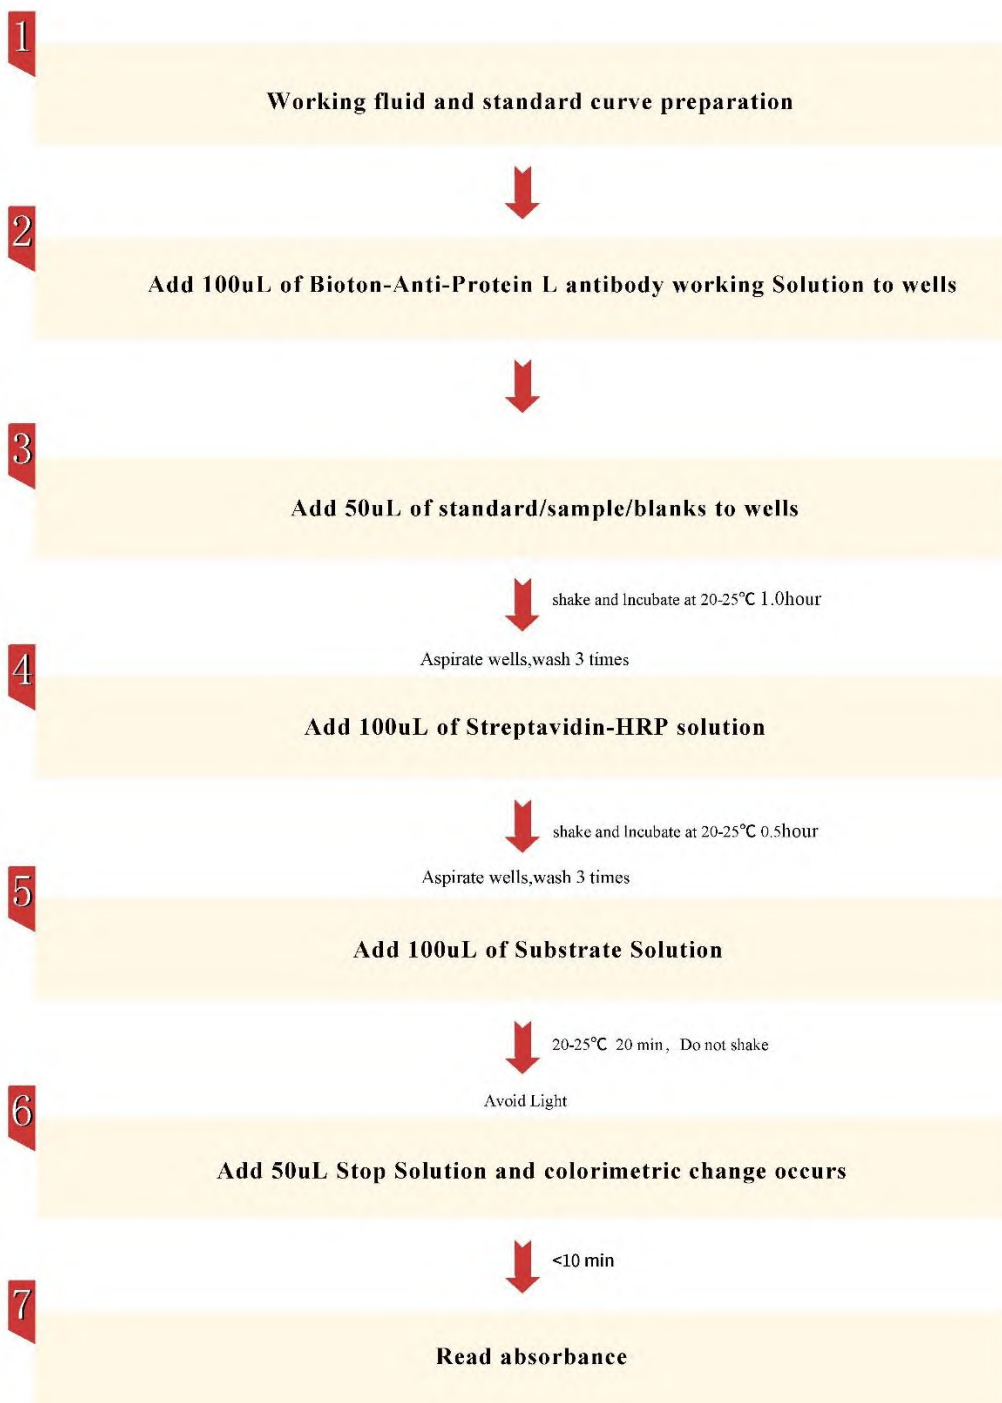 1
Working fluid and standard curve preparation
2
Add 100uL of Bioton-Anti-Protein L antibody working Solution to wells
3
Add 50uL of standard/sample/blanks to wells
shake and Incubate at 20-25℃ 1.0hour
Aspirate wells,wash 3 times
4
Add 100uL of Streptavidin-HRP solution
shake and Incubate at 20-25℃ 0.5hour
Aspirate wells,wash 3 times
5
Add 100uL of Substrate Solution
20-25℃ 20 min，Do not shake
Avoid Light
6
Add 50uL Stop Solution and colorimetric change occurs
<10 min
7
Read absorbance